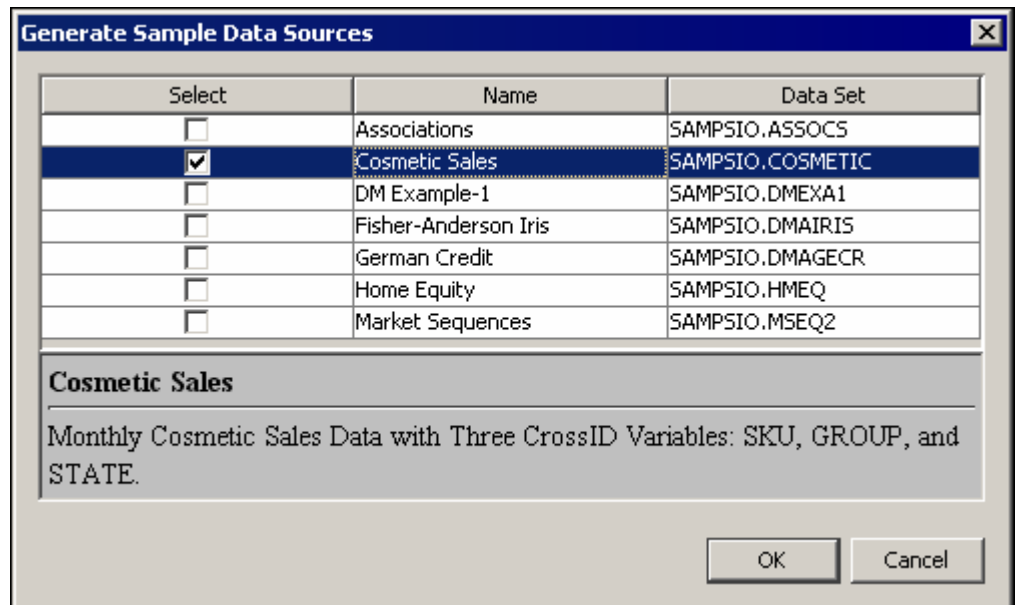 Generate Sample Data Sources
Select Name Data Set
Associations SAMPSIO.ASSOCS
Cosmetic Sales SAMPSIO.COSMETIC
DM Example-1 SAMPSIO.DMEXA1
Fisher-Anderson Iris SAMPSIO.DMAIRIS
German Credit SAMPSIO.DMAGECR
Home Equity SAMPSIO.HMEQ
Market Sequences SAMPSIO.MSEQ2
Cosmetic Sales
Monthly Cosmetic Sales Data with Three CrossID Variables: SKU, GROUP, and
STATE.
OK Cancel